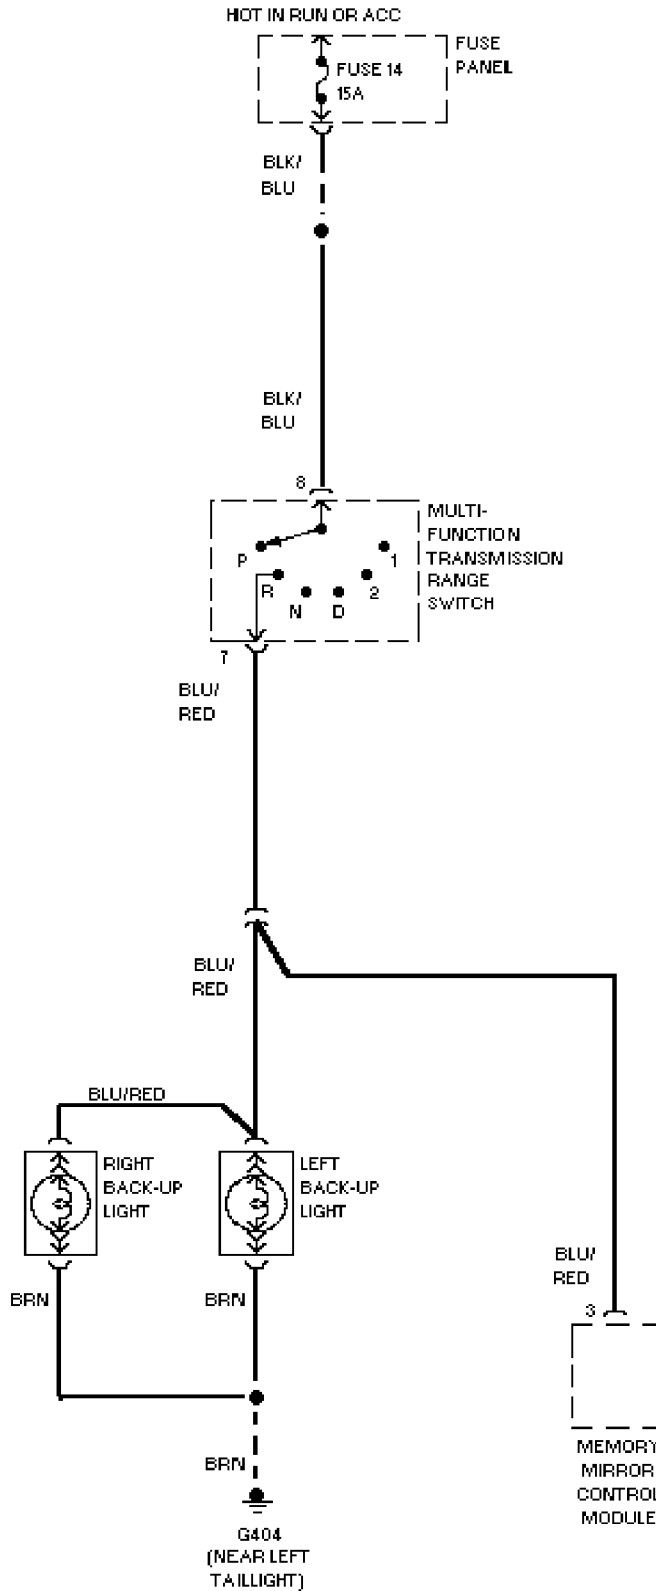 HOT IN RUN OR ACC
FUSE 14
15A
FUSE
PANEL
BLK/
BLU
BLK/
BLU
8
MULTI-
FUNCTION
TRANSMISSION
RANGE
SWITCH
P
R
N
D
2
1
7
BLU/
RED
BLU/
RED
BLU/RED
RIGHT
BACK-UP
LIGHT
LEFT
BACK-UP
LIGHT
BRN
BRN
BLU/
RED
3
MEMORY
MIRROR
CONTROL
MODULE
BRN
G404
(NEAR LEFT
TAILLIGHT)